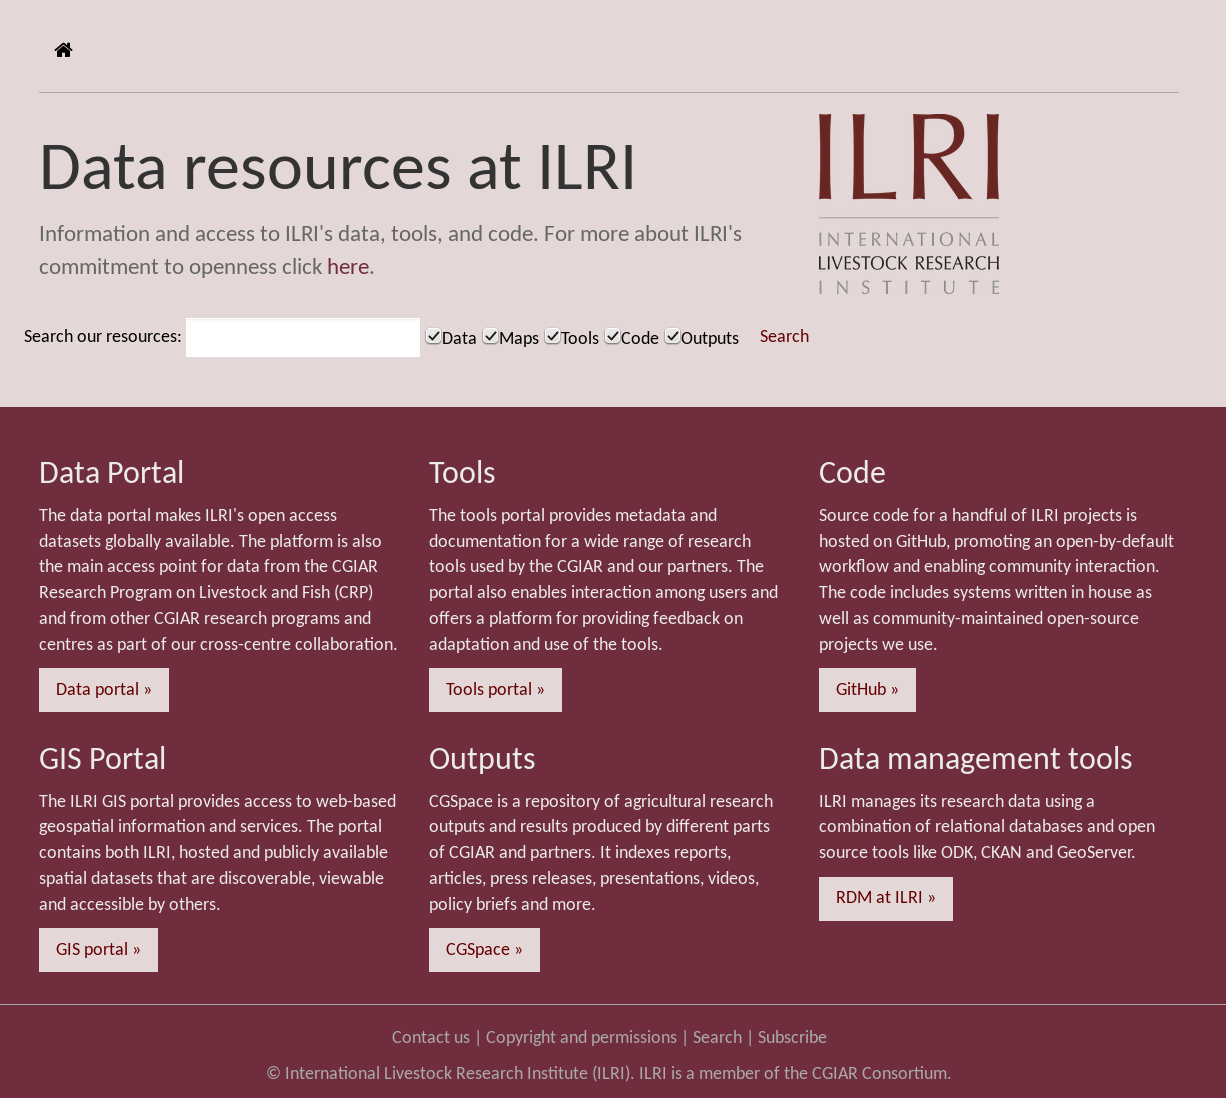 Data resources at ILRI
Information and access to ILRI's data, tools, and code. For more about ILRI's
commitment to openness click here.
ILRI
INTERNATIONAL
LIVESTOCK RESEARCH
INSTITUTE
Search our resources: Data Maps Tools Code Outputs Search
Data Portal
The data portal makes ILRI's open access
datasets globally available. The platform is also
the main access point for data from the CGIAR
Research Program on Livestock and Fish (CRP)
and from other CGIAR research programs and
centres as part of our cross-centre collaboration.
Data portal »
Tools
The tools portal provides metadata and
documentation for a wide range of research
tools used by the CGIAR and our partners. The
portal also enables interaction among users and
offers a platform for providing feedback on
adaptation and use of the tools.
Tools portal »
Code
Source code for a handful of ILRI projects is
hosted on GitHub, promoting an open-by-default
workflow and enabling community interaction.
The code includes systems written in house as
well as community-maintained open-source
projects we use.
GitHub »
GIS Portal
The ILRI GIS portal provides access to web-based
geospatial information and services. The portal
contains both ILRI, hosted and publicly available
spatial datasets that are discoverable, viewable
and accessible by others.
GIS portal »
Outputs
CGSpace is a repository of agricultural research
outputs and results produced by different parts
of CGIAR and partners. It indexes reports,
articles, press releases, presentations, videos,
policy briefs and more.
CGSpace »
Data management tools
ILRI manages its research data using a
combination of relational databases and open
source tools like ODK, CKAN and GeoServer.
RDM at ILRI »
Contact us | Copyright and permissions | Search | Subscribe
© International Livestock Research Institute (ILRI). ILRI is a member of the CGIAR Consortium.